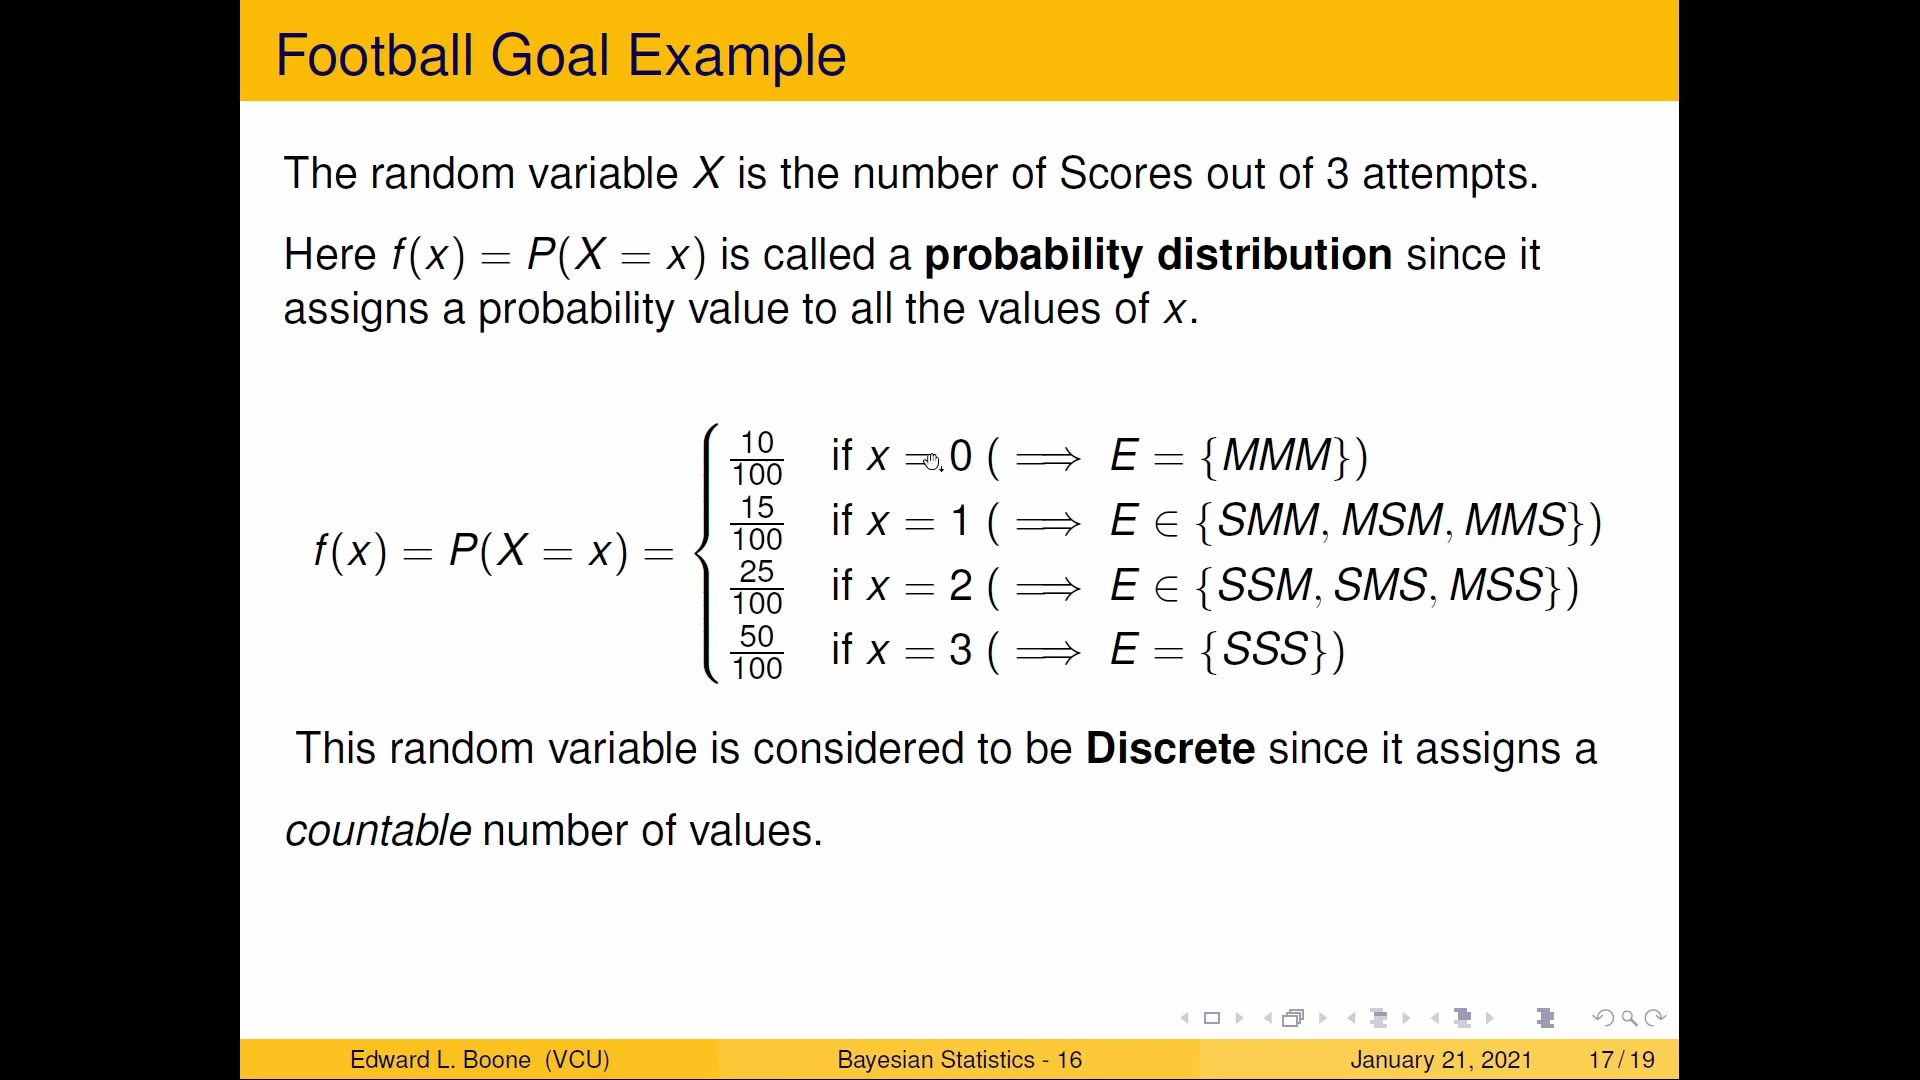 Football Goal Example
The random variable X is the number of Scores out of 3 attempts.
Here f(x) = P(X = x) is called a probability distribution since it
assigns a probability value to all the values of x.
f(x) = P(X = x) =
10/100 if x = 0 ( ⟹ E = {MMM})
15/100 if x = 1 ( ⟹ E ∈ {SMM, MSM, MMS})
25/100 if x = 2 ( ⟹ E ∈ {SSM, SMS, MSS})
50/100 if x = 3 ( ⟹ E = {SSS})
This random variable is considered to be Discrete since it assigns a
countable number of values.
Edward L. Boone (VCU) Bayesian Statistics - 16 January 21, 2021 17 / 19